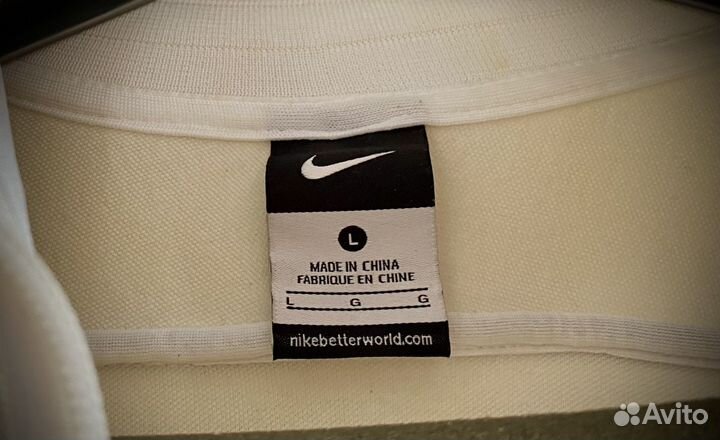 L
MADE IN CHINA
FABRIQUE EN CHINE
L G G
nikebetterworld.com
Avito